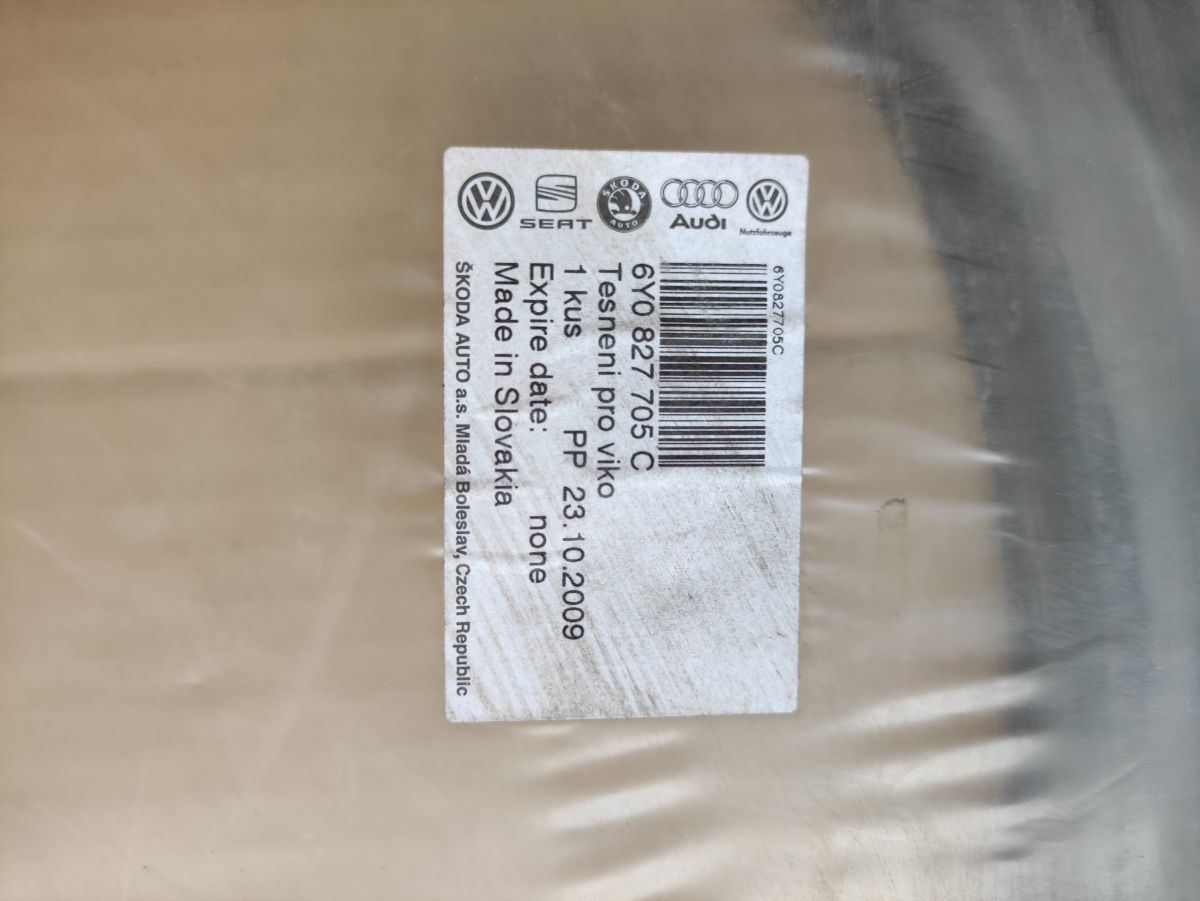 SEAT
ŠKODA
AUTO
Audi
Nutzfahrzeuge
6Y0827705C
6Y0 827 705 C
Tesneni pro viko
1 kus PP 23.10.2009
Expire date: none
Made in Slovakia
ŠKODA AUTO a.s. Mladá Boleslav, Czech Republic